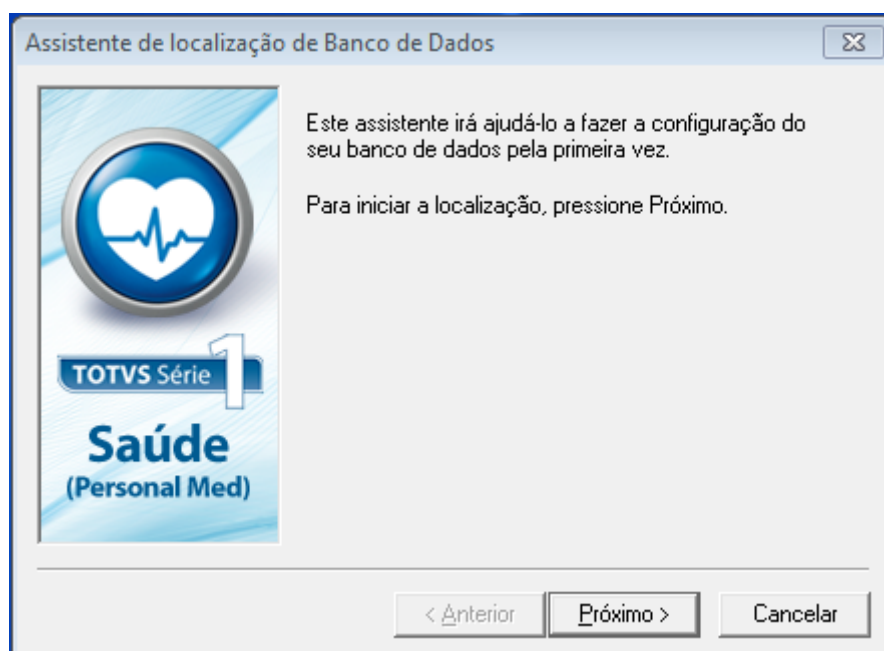 Assistente de localização de Banco de Dados
Este assistente irá ajudá-lo a fazer a configuração do
seu banco de dados pela primeira vez.
Para iniciar a localização, pressione Próximo.
TOTVS Série 1
Saúde
(Personal Med)
< Anterior
Próximo >
Cancelar